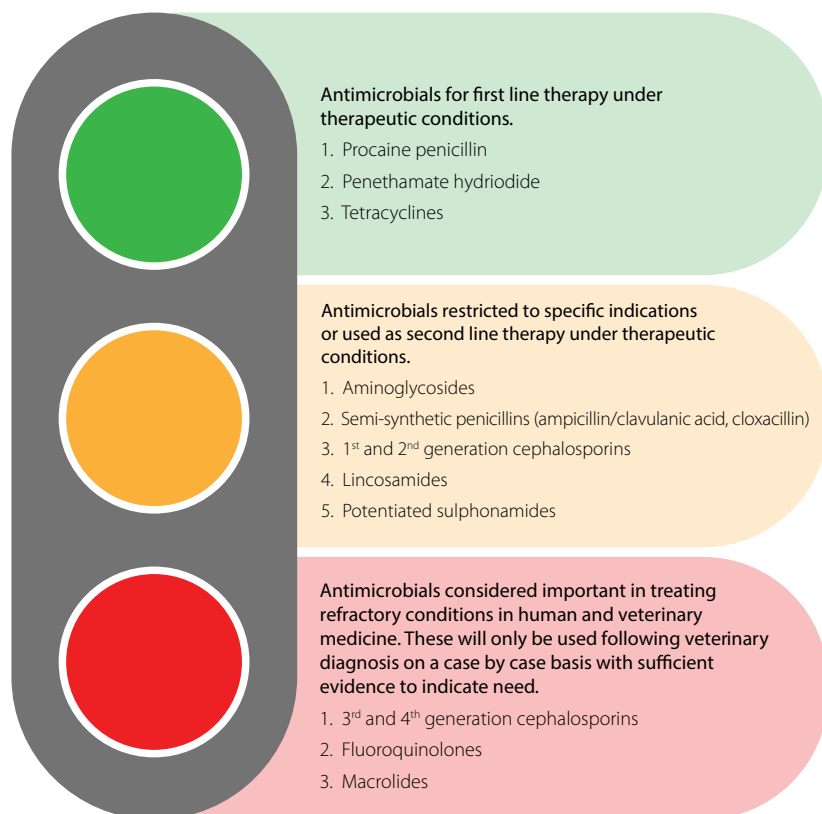 Antimicrobials for first line therapy under
therapeutic conditions.
1. Procaine penicillin
2. Penethamate hydriodide
3. Tetracyclines
Antimicrobials restricted to specific indications
or used as second line therapy under therapeutic
conditions.
1. Aminoglycosides
2. Semi-synthetic penicillins (ampicillin/clavulanic acid, cloxacillin)
3. 1st and 2nd generation cephalosporins
4. Lincosamides
5. Potentiated sulphonamides
Antimicrobials considered important in treating
refractory conditions in human and veterinary
medicine. These will only be used following veterinary
diagnosis on a case by case basis with sufficient
evidence to indicate need.
1. 3rd and 4th generation cephalosporins
2. Fluoroquinolones
3. Macrolides